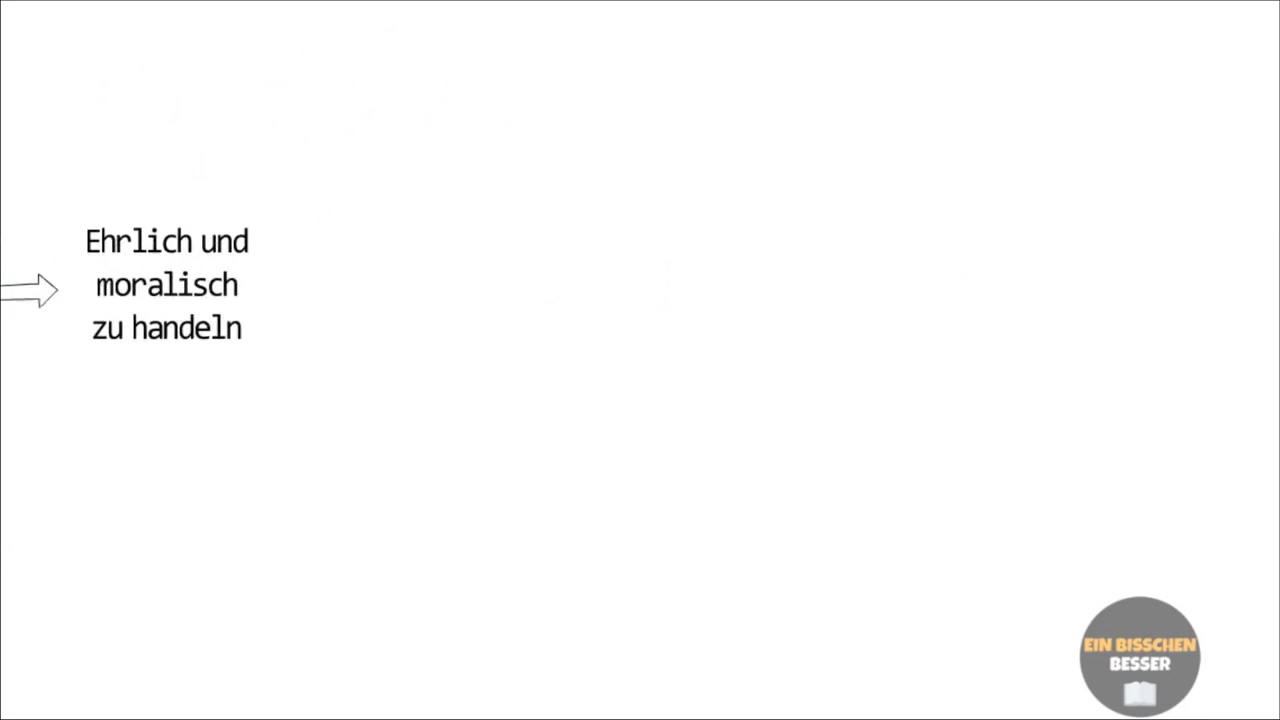 Ehrlich und
moralisch
zu handeln
EIN BISSCHEN
BESSER